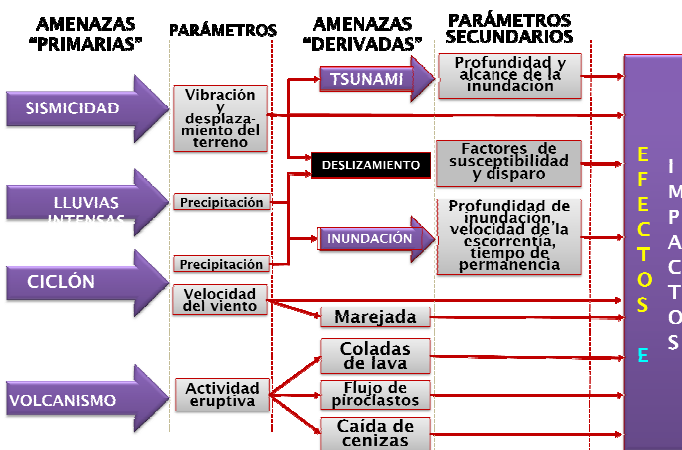 AMENAZAS
“PRIMARIAS”
PARÁMETROS
AMENAZAS
“DERIVADAS”
PARÁMETROS
SECUNDARIOS
SISMICIDAD
Vibración
y
desplaza-
miento del
terreno
TSUNAMI
Profundidad y
alcance de la
inundación
DESLIZAMIENTO
Factores de
susceptibilidad
y disparo
LLUVIAS
INTENSAS
Precipitación
INUNDACIÓN
Profundidad de
inundación,
velocidad de la
escorrentía,
tiempo de
permanencia
CICLÓN
Precipitación
Velocidad
del viento
Marejada
VOLCANISMO
Actividad
eruptiva
Coladas
de lava
Flujo de
piroclastos
Caída de
cenizas
EFECTOS E
IMPACTOS